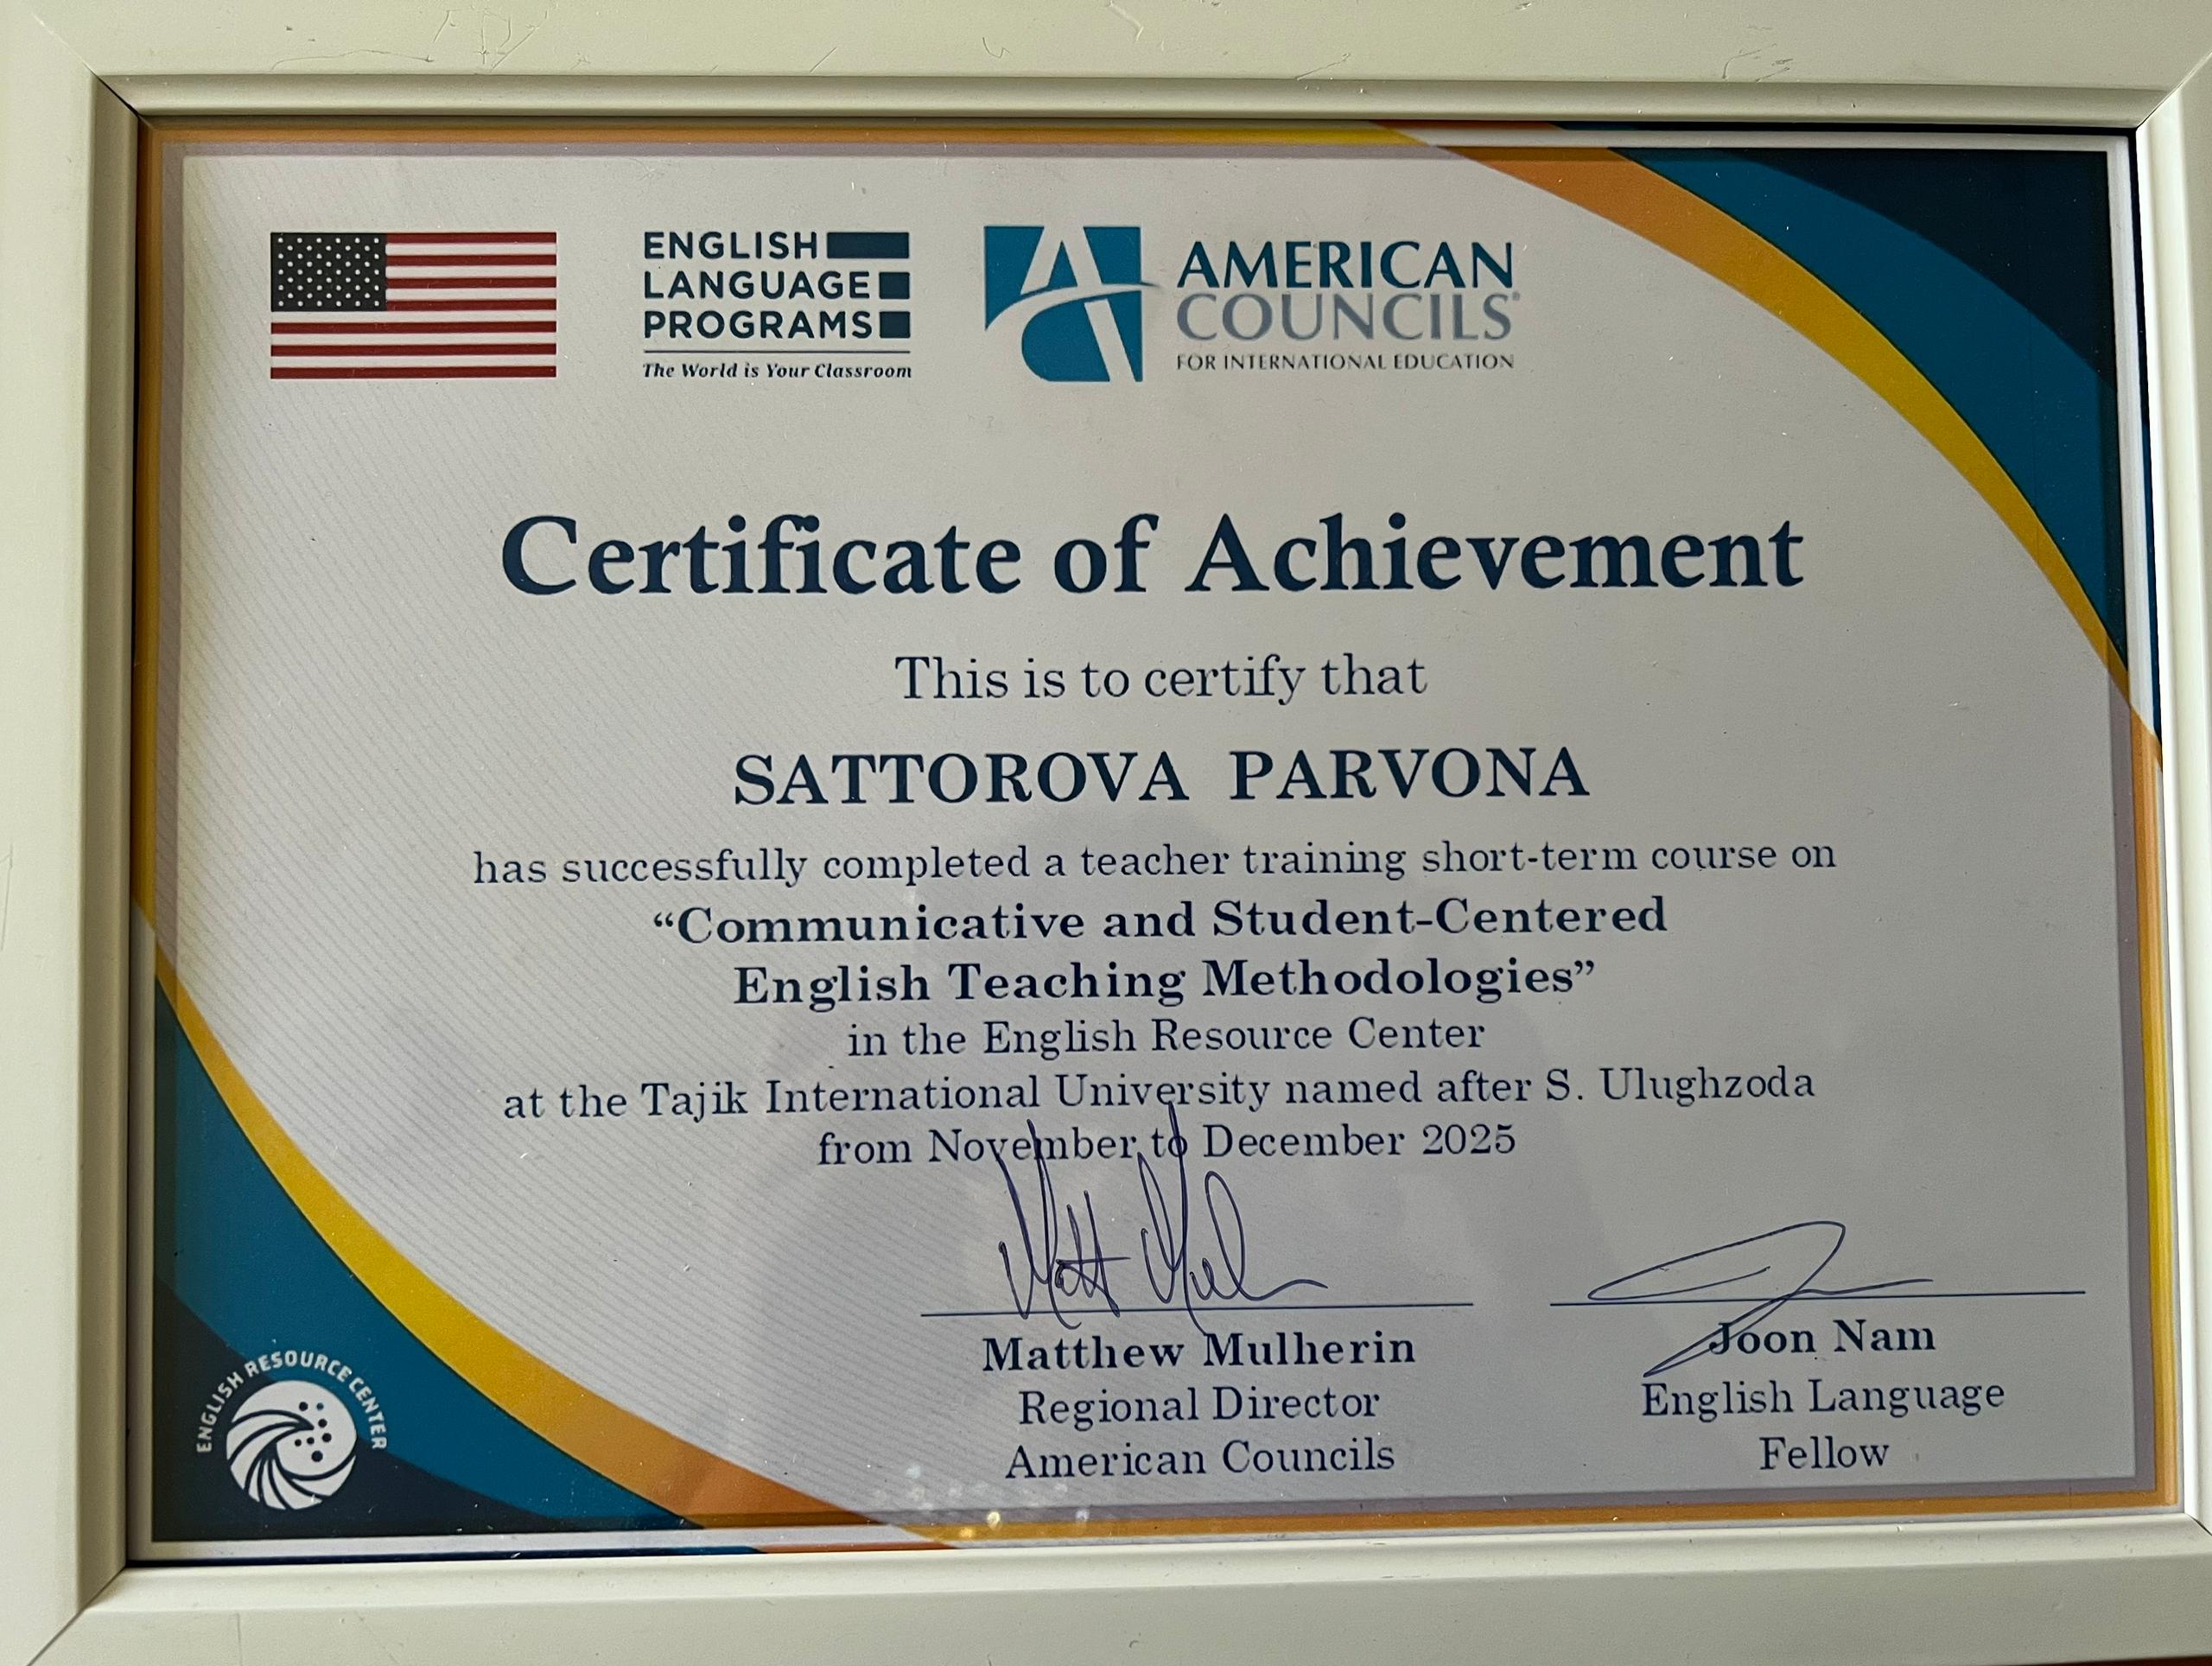 ENGLISH
LANGUAGE
PROGRAMS
The World is Your Classroom
AMERICAN
COUNCILS®
FOR INTERNATIONAL EDUCATION
Certificate of Achievement
This is to certify that
SATTOROVA PARVONA
has successfully completed a teacher training short-term course on
“Communicative and Student-Centered
English Teaching Methodologies”
in the English Resource Center
at the Tajik International University named after S. Ulughzoda
from November to December 2025
Matt Mul
Matthew Mulherin
Regional Director
American Councils
Joon Nam
English Language
Fellow
ENGLISH RESOURCE CENTER